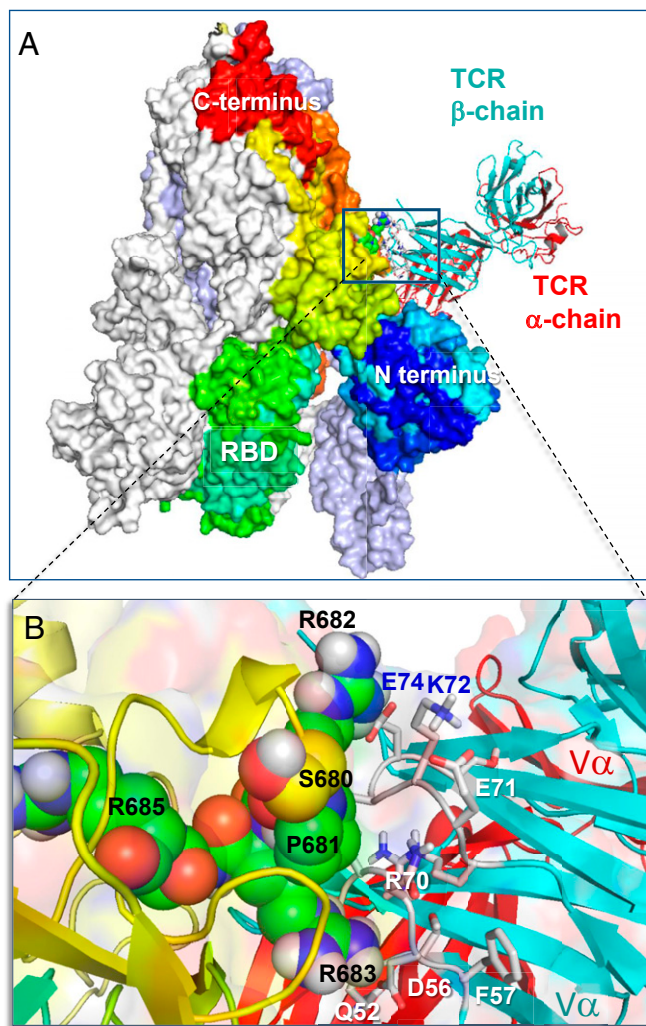 A
C-terminus
TCR
β-chain
TCR
α-chain
N terminus
RBD
B
R682
E74
K72
S680
Vα
E71
R685
P681
R70
R683
D56
F57
Q52
Vα